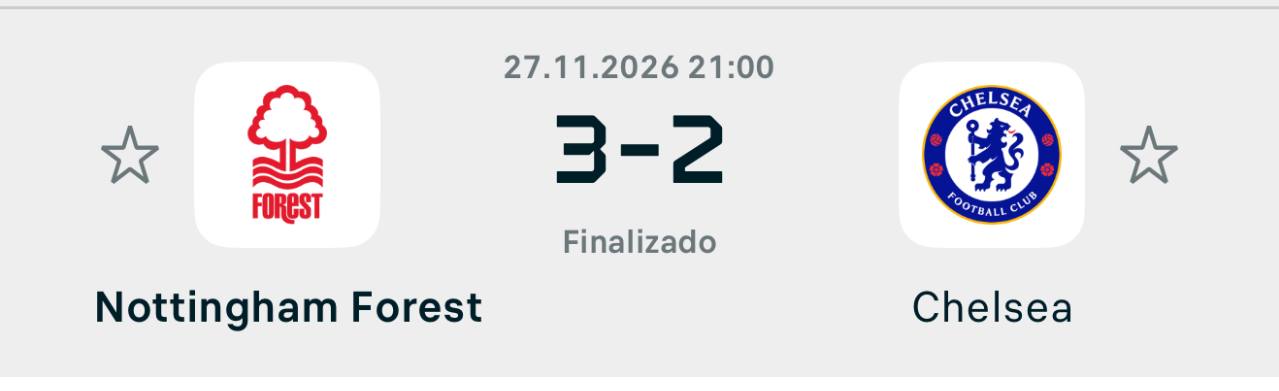 27.11.2026 21:00
3-2
Finalizado
FOREST
CHELSEA
FOOTBALL CLUB
Nottingham Forest
Chelsea